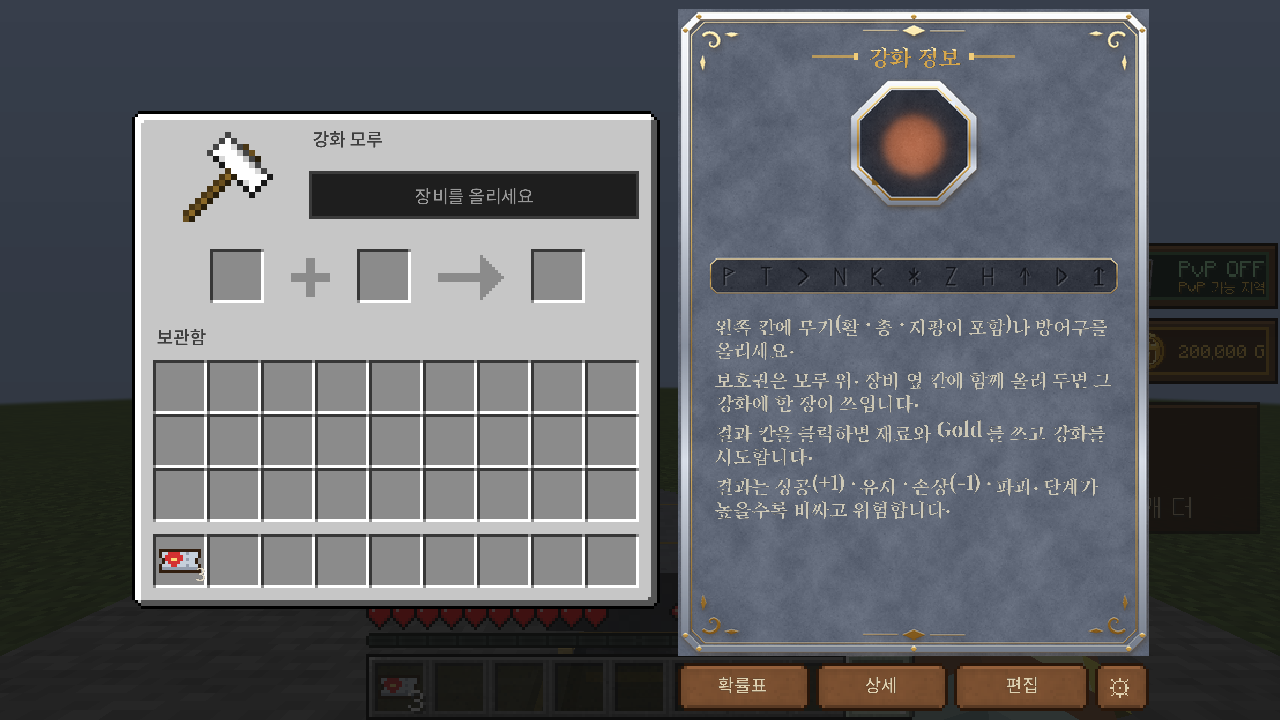 강화 모루
장비를 올리세요
보관함
3
강화 정보
왼쪽 칸에 무기(활·총·지팡이 포함)나 방어구를
올리세요.
보호권은 모루 위. 장비 옆 칸에 함께 올려 두면 그
강화에 한 장이 쓰입니다.
결과 칸을 클릭하면 재료와 Gold 를 쓰고 강화를
시도합니다.
결과는 성공(+1)·유지·손상(-1)·파괴. 단계가
높을수록 비싸고 위험합니다.
PvP OFF
PvP 가능 지역
200,000 G
더
3
확률표
상세
편집